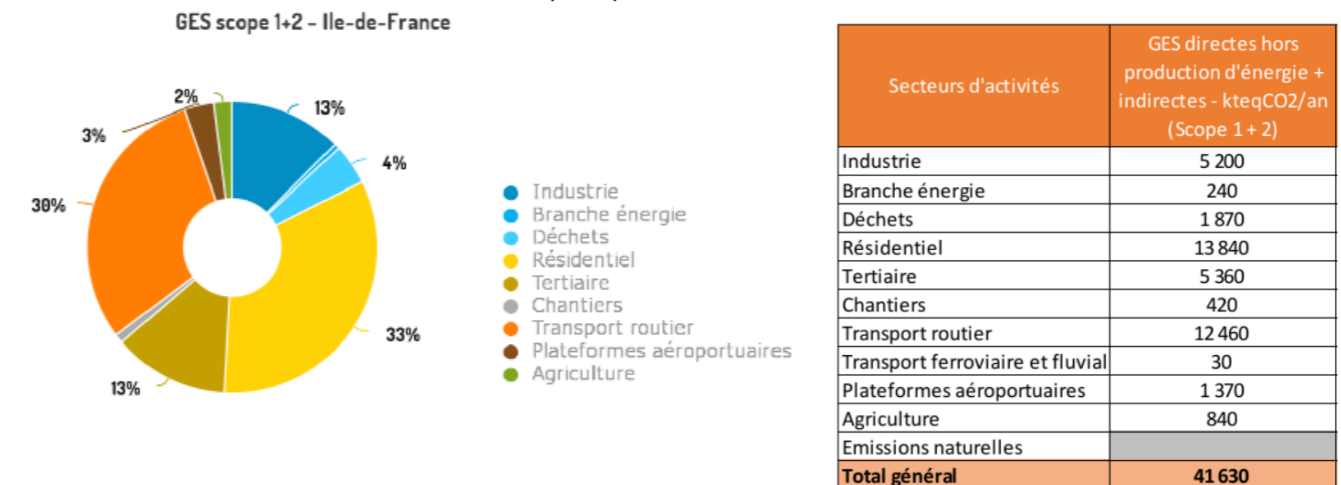 GES scope 1+2 - Ile-de-France
2%
13%
3%
4%
30%
33%
13%
Industrie
Branche énergie
Déchets
Résidentiel
Tertiaire
Chantiers
Transport routier
Plateformes aéroportuaires
Agriculture
Secteurs d'activités
GES directes hors
production d'énergie +
indirectes - kteqCO2/an
(Scope 1 + 2)
Industrie 5 200
Branche énergie 240
Déchets 1 870
Résidentiel 13 840
Tertiaire 5 360
Chantiers 420
Transport routier 12 460
Transport ferroviaire et fluvial 30
Plateformes aéroportuaires 1 370
Agriculture 840
Emissions naturelles
Total général 41 630